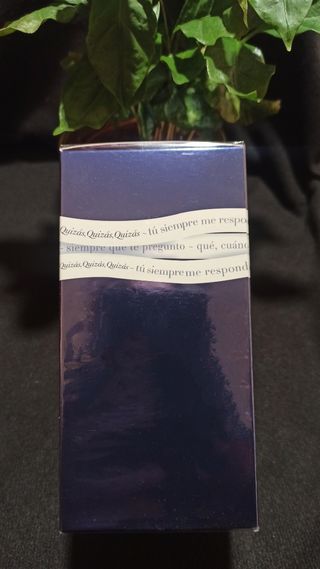 Quizás, Quizás, Quizás ~ tú siempre me respo
~ siempre que te pregunto ~ qué, cuánd
Quizás, Quizás, Quizás ~ tú siempre me respond